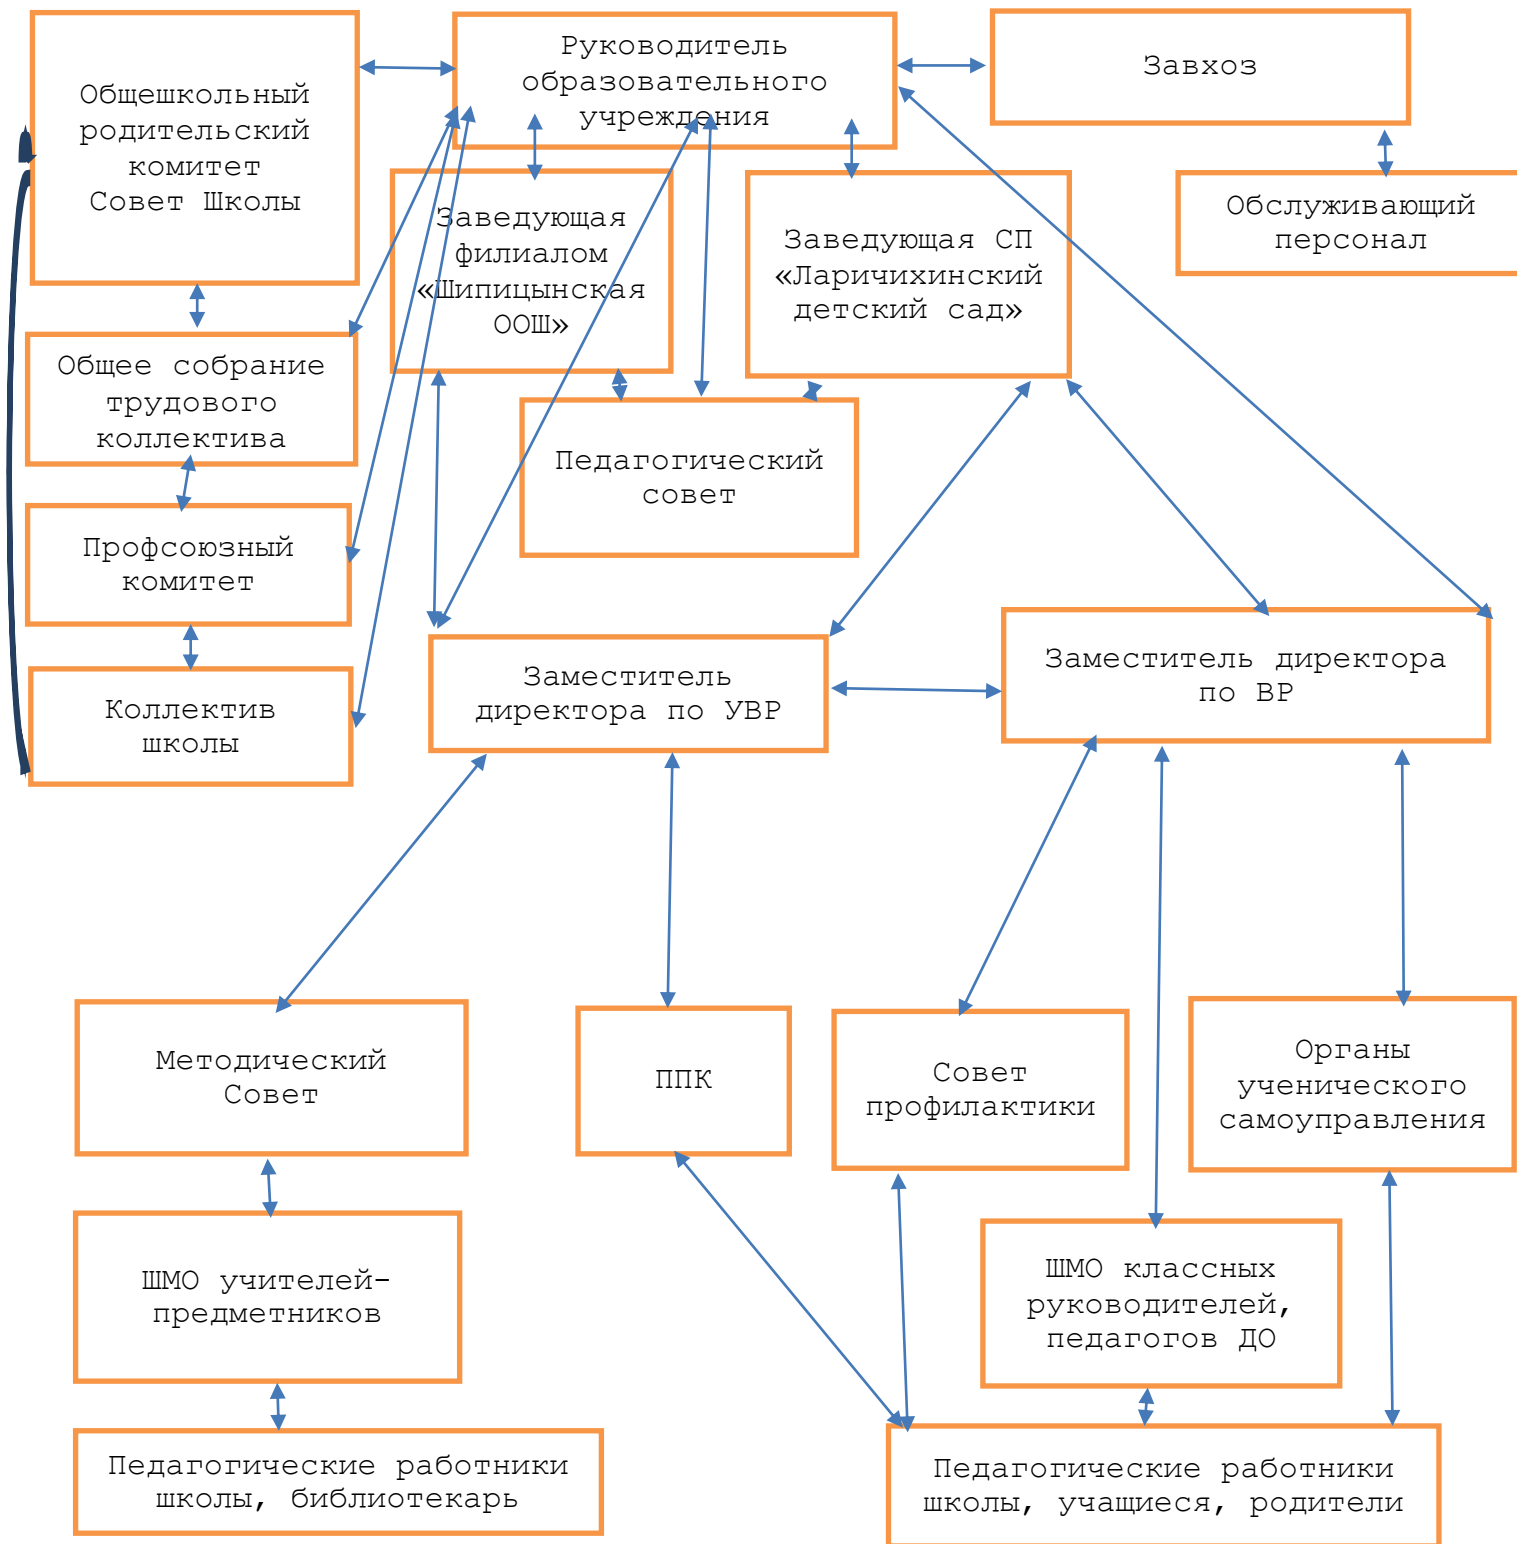 Общешкольный
родительский
комитет
Совет Школы
Руководитель
образовательного
учреждения
Завхоз
Обслуживающий
персонал
Заведующая
филиалом
«Шипицынская
ООШ»
Заведующая СП
«Ларичихинский
детский сад»
Общее собрание
трудового
коллектива
Педагогический
совет
Профсоюзный
комитет
Коллектив
школы
Заместитель
директора по УВР
Заместитель директора
по ВР
Методический
Совет
ППК
Совет
профилактики
Органы
ученического
самоуправления
ШМО учителей-
предметников
ШМО классных
руководителей,
педагогов ДО
Педагогические работники
школы, библиотекарь
Педагогические работники
школы, учащиеся, родители